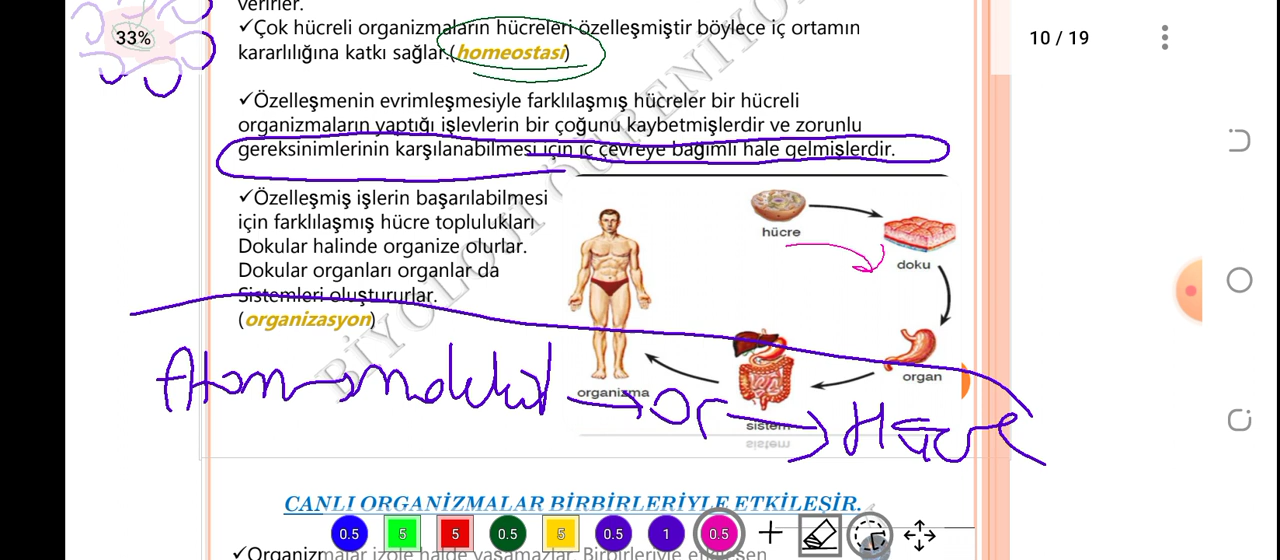 verirler.
33%
10 / 19
✓Çok hücreli organizmaların hücreleri özelleşmiştir böylece iç ortamın
kararlılığına katkı sağlar.(homeostasi)
✓Özelleşmenin evrimleşmesiyle farklılaşmış hücreler bir hücreli
organizmaların yaptığı işlevlerin bir çoğunu kaybetmişlerdir ve zorunlu
gereksinimlerinin karşılanabilmesi için iç çevreye bağımlı hale gelmişlerdir.
✓Özelleşmiş işlerin başarılabilmesi
için farklılaşmış hücre toplulukları
Dokular halinde organize olurlar.
Dokular organları organlar da
Sistemleri oluştururlar.
(organizasyon)
hücre
doku
organ
sistem
organizma
Atom → molekül → Or → Hücre
BİYOLOJİ ÖĞRENİYOR
CANLI ORGANİZMALAR BİRBİRLERİYLE ETKİLEŞİR.
0.5 5 5 0.5 5 0.5 1 0.5
✓Organizmalar izole halde yaşamazlar. Birbirleriyle etkileşen